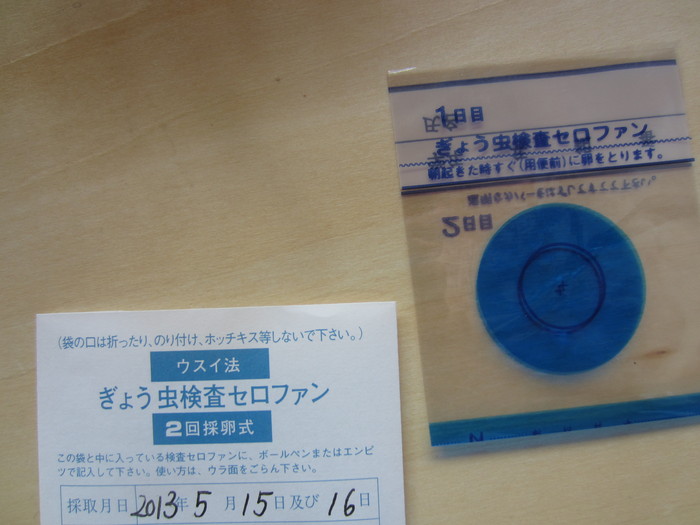 1日目
ぎょう虫検査セロファン
朝起きた時すぐ(用便前)に卵をとります。
2日目
(袋の口は折ったり、のり付け、ホッチキス等しないで下さい。)
ウスイ法
ぎょう虫検査セロファン
2回採卵式
この袋と中に入っている検査セロファンに、ボールペンまたはエンピ
ツで記入して下さい。使い方は、ウラ面をごらん下さい。
採取月日 2013年 5月 15日及び 16日